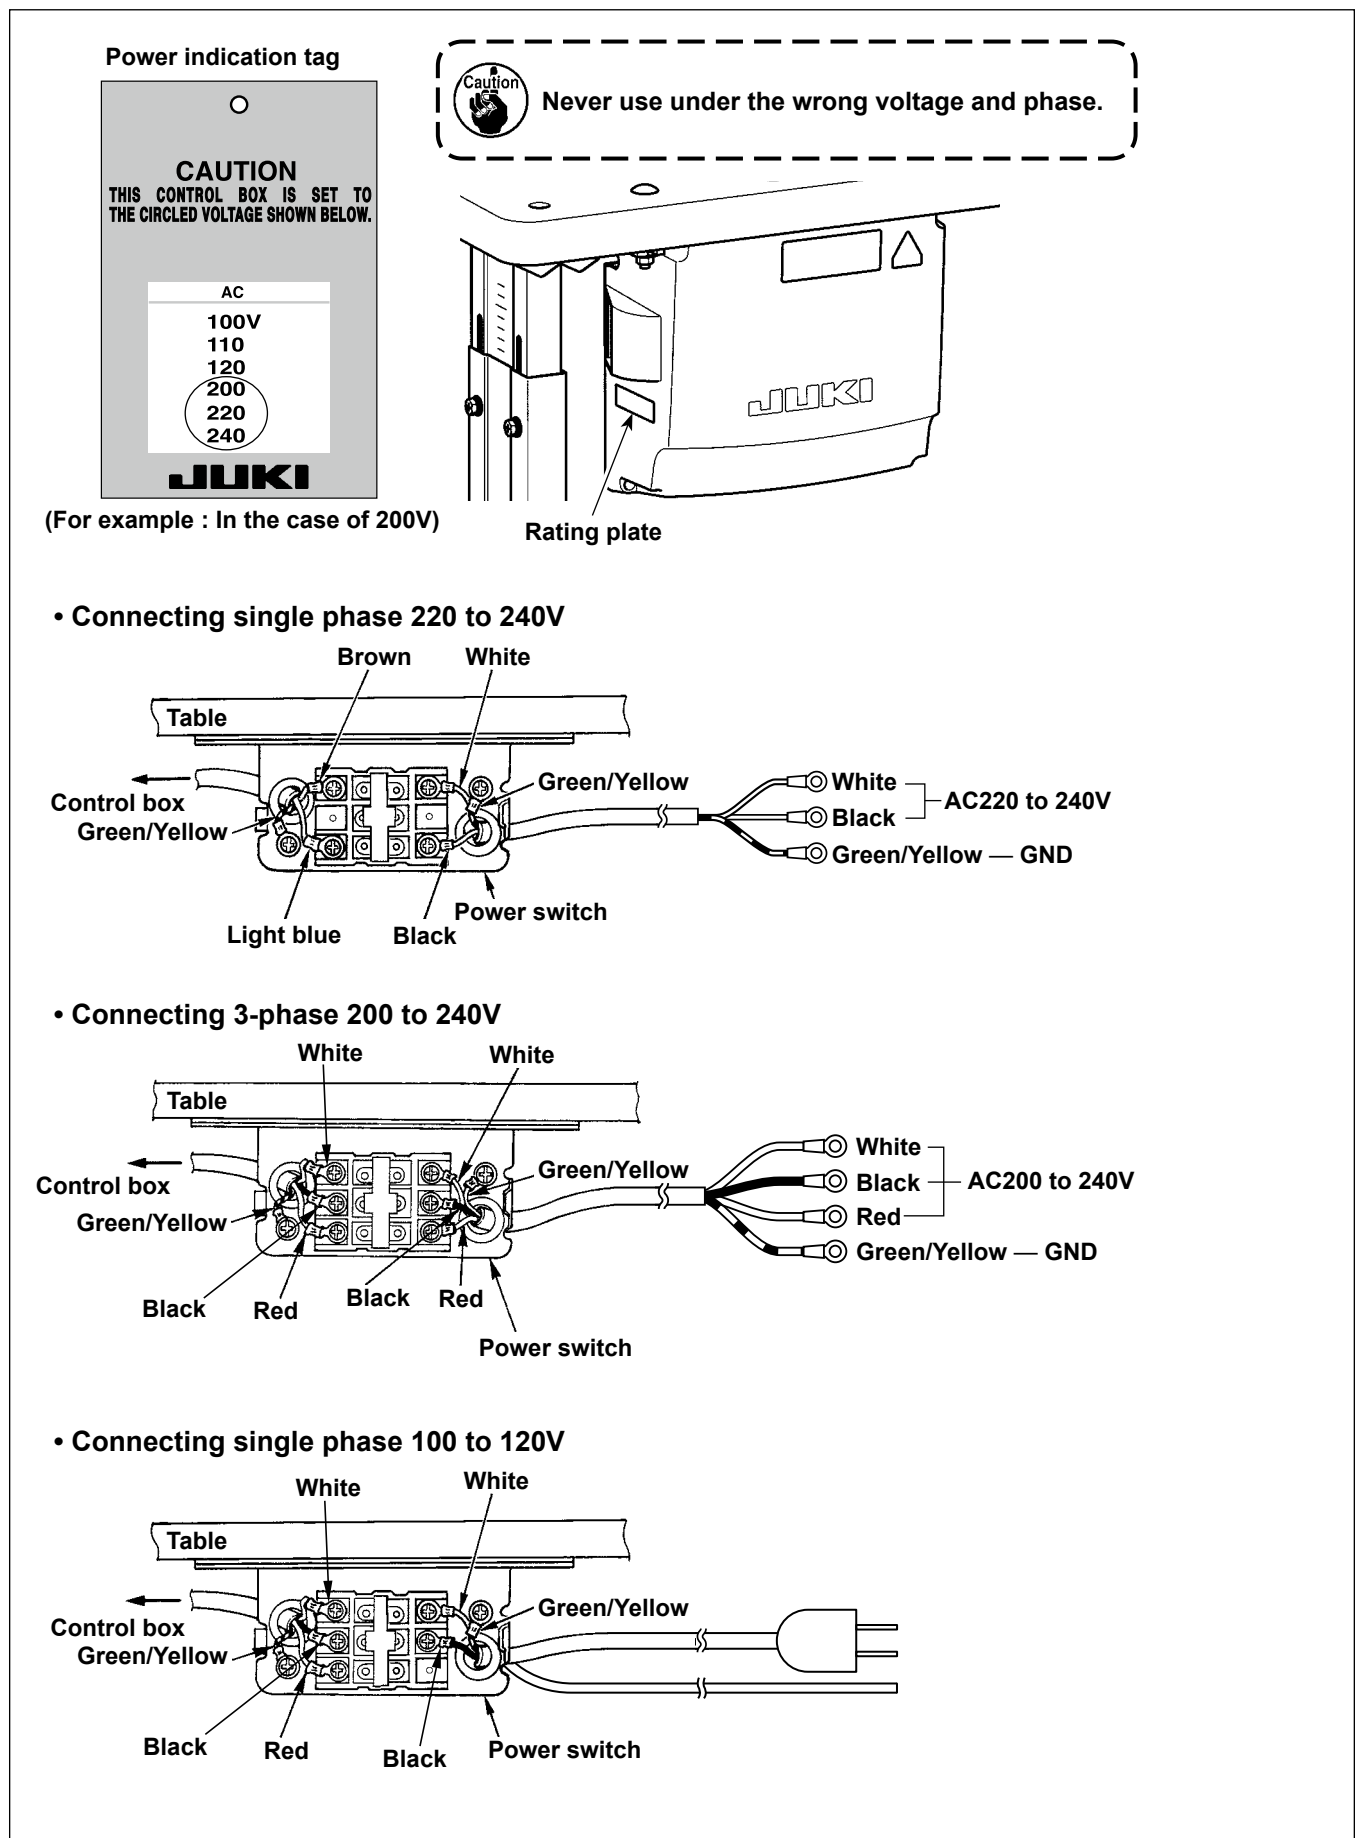 Power indication tag
CAUTION
THIS CONTROL BOX IS SET TO
THE CIRCLED VOLTAGE SHOWN BELOW.
AC
100V
110
120
200
220
240
JUKI
(For example : In the case of 200V)
Caution
Never use under the wrong voltage and phase.
JUKI
Rating plate
• Connecting single phase 220 to 240V
Brown White
Table
Control box
Green/Yellow
Green/Yellow
White
Black
AC220 to 240V
Green/Yellow — GND
Power switch
Light blue Black
• Connecting 3-phase 200 to 240V
White White
Table
Control box
Green/Yellow
Green/Yellow
White
Black
Red
AC200 to 240V
Green/Yellow — GND
Black Red Black Red
Power switch
• Connecting single phase 100 to 120V
White White
Table
Control box
Green/Yellow
Green/Yellow
Black Red Black Power switch